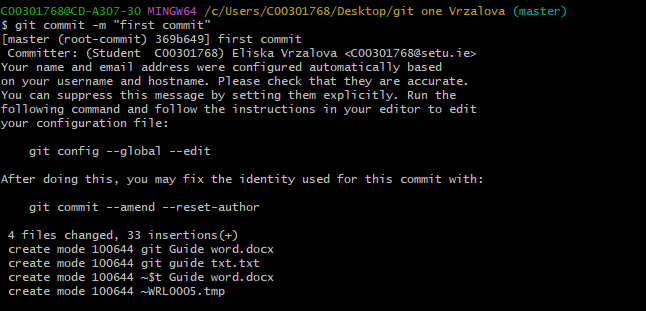 C00301768@CD-A307-30 MINGW64 /c/Users/C00301768/Desktop/git one Vrzalova (master)
$ git commit -m "first commit"
[master (root-commit) 369b649] first commit
 Committer: (Student  C00301768) Eliska Vrzalova <C00301768@setu.ie>
Your name and email address were configured automatically based
on your username and hostname. Please check that they are accurate.
You can suppress this message by setting them explicitly. Run the
following command and follow the instructions in your editor to edit
your configuration file:

    git config --global --edit

After doing this, you may fix the identity used for this commit with:

    git commit --amend --reset-author

 4 files changed, 33 insertions(+)
 create mode 100644 git Guide word.docx
 create mode 100644 git guide txt.txt
 create mode 100644 ~$t Guide word.docx
 create mode 100644 ~WRL0005.tmp